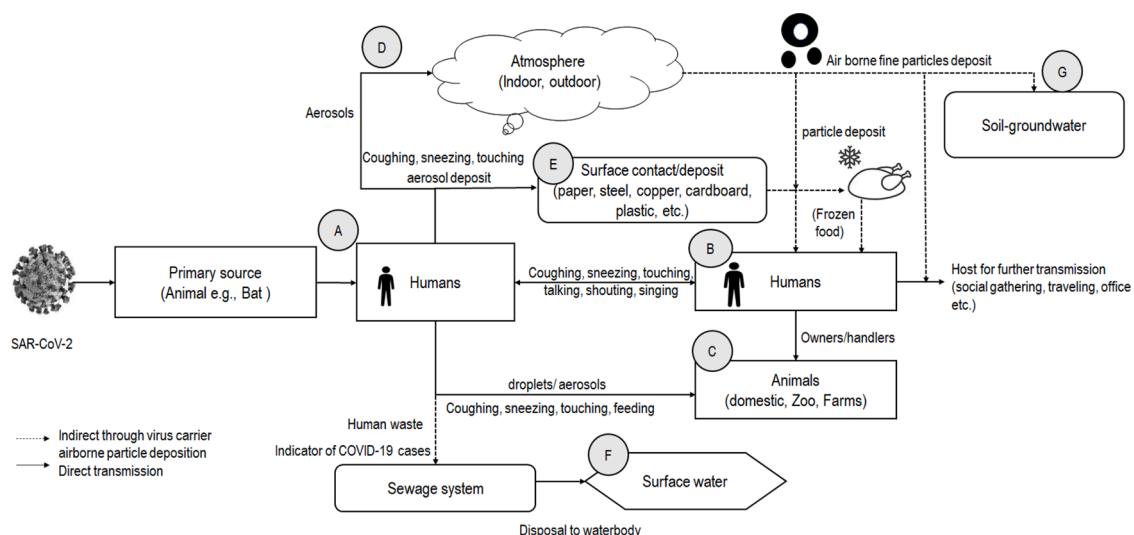 D
Atmosphere
(Indoor, outdoor)
Air borne fine particles deposit
G
Soil-groundwater
Aerosols
particle deposit
Coughing, sneezing, touching
aerosol deposit
E
Surface contact/deposit
(paper, steel, copper, cardboard,
plastic, etc.)
(Frozen
food)
A
B
Primary source
(Animal e.g., Bat )
Humans
Coughing, sneezing, touching,
talking, shouting, singing
Humans
Host for further transmission
(social gathering, traveling, office
etc.)
SAR-CoV-2
Owners/handlers
C
Animals
(domestic, Zoo, Farms)
droplets/ aerosols
Coughing, sneezing, touching, feeding
Human waste
Indicator of COVID-19 cases
Indirect through virus carrier
airborne particle deposition
Direct transmission
F
Sewage system
Surface water
Disposal to waterbody